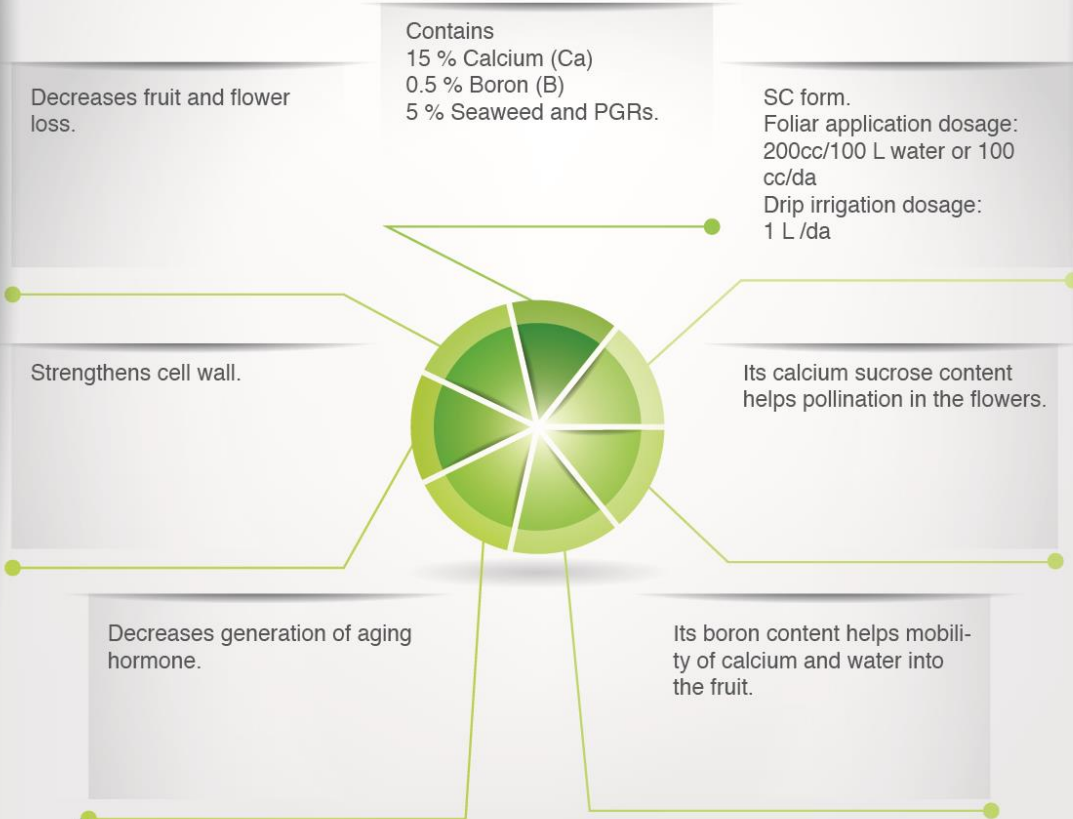 Contains
15 % Calcium (Ca)
0.5 % Boron (B)
5 % Seaweed and PGRs.
Decreases fruit and flower
loss.
SC form.
Foliar application dosage:
200cc/100 L water or 100
cc/da
Drip irrigation dosage:
1 L /da
Strengthens cell wall.
Its calcium sucrose content
helps pollination in the flowers.
Decreases generation of aging
hormone.
Its boron content helps mobili-
ty of calcium and water into
the fruit.